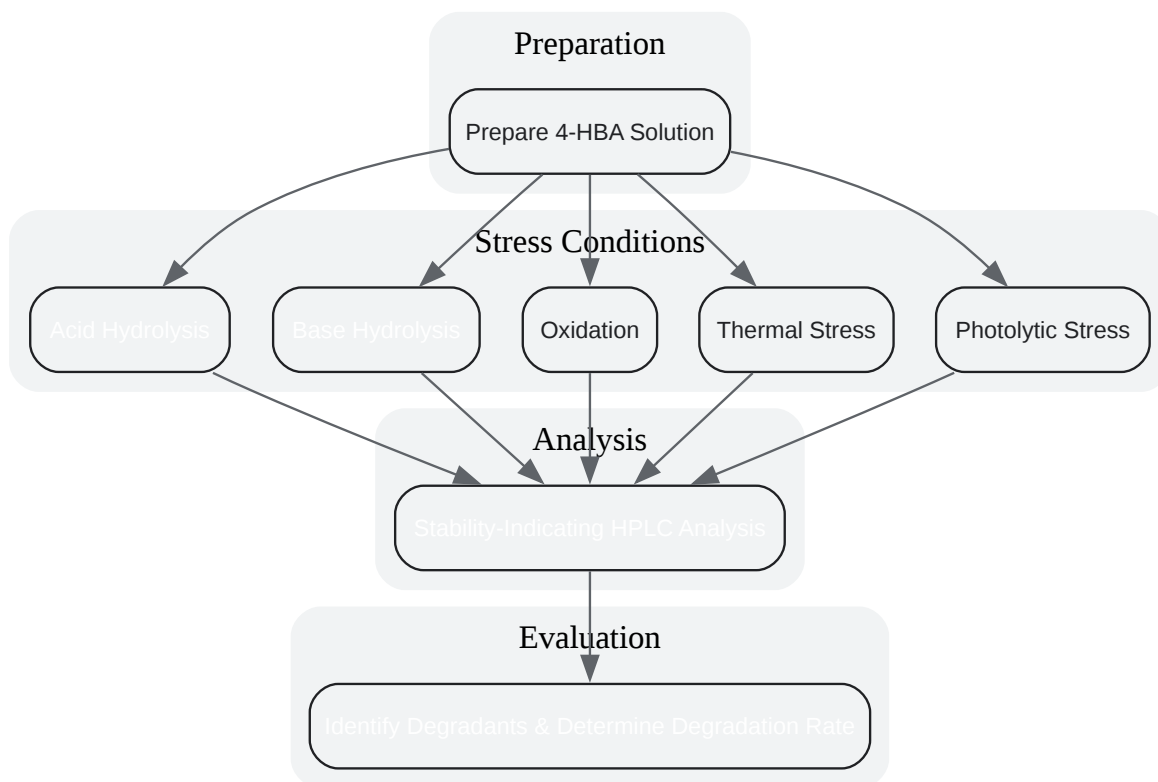 Preparation
Prepare 4-HBA Solution
Stress Conditions
Acid Hydrolysis
Base Hydrolysis
Oxidation
Thermal Stress
Photolytic Stress
Analysis
Stability-Indicating HPLC Analysis
Evaluation
Identify Degradants & Determine Degradation Rate